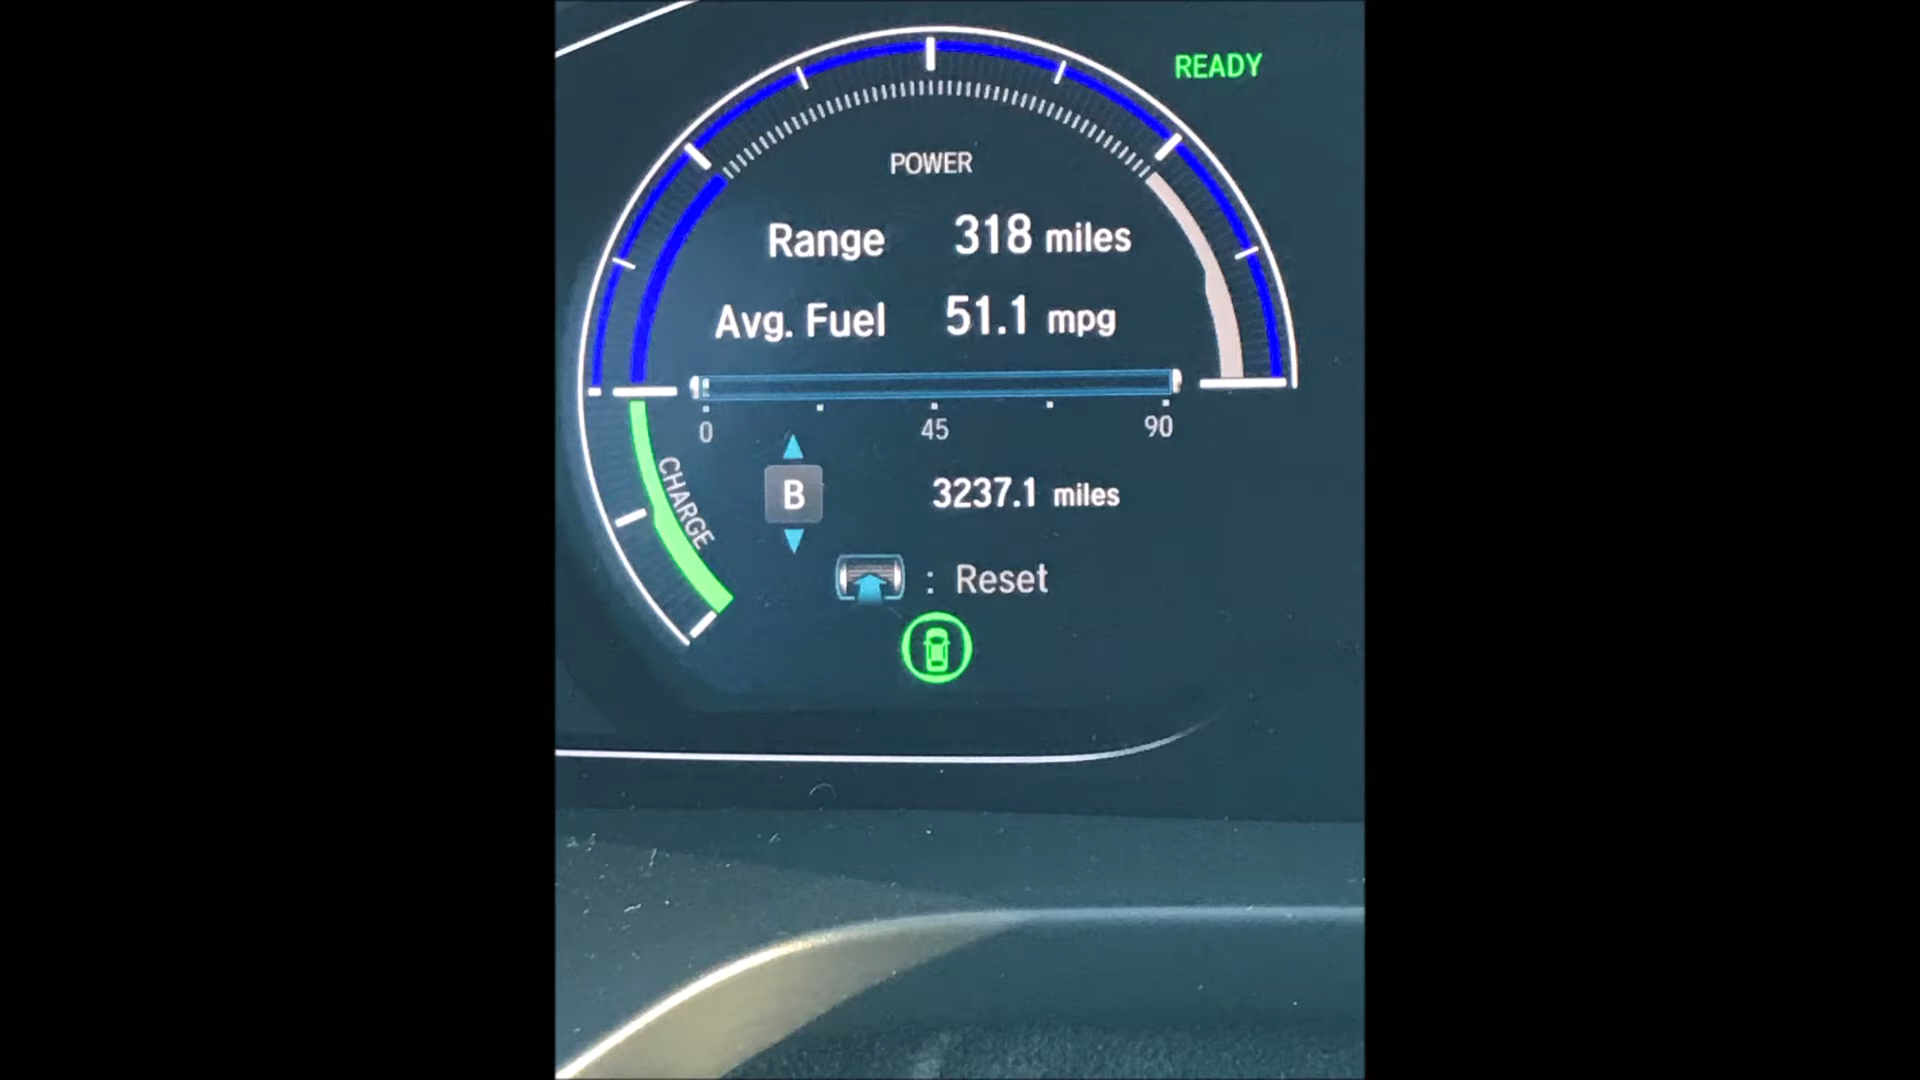 READY
POWER
Range 318 miles
Avg. Fuel 51.1 mpg
0 45 90
CHARGE
B 3237.1 miles
: Reset